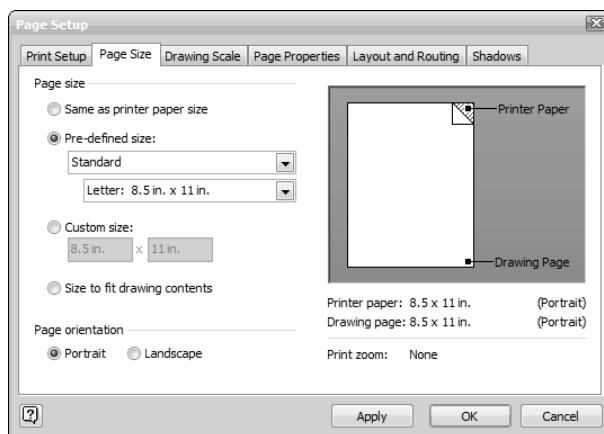 Page Setup
Print Setup Page Size Drawing Scale Page Properties Layout and Routing Shadows
Page size
Same as printer paper size
Pre-defined size:
Standard
Letter: 8.5 in. x 11 in.
Custom size:
8.5 in. x 11 in.
Size to fit drawing contents
Page orientation
Portrait Landscape
Printer Paper
Drawing Page
Printer paper: 8.5 x 11 in. (Portrait)
Drawing page: 8.5 x 11 in. (Portrait)
Print zoom: None
? Apply OK Cancel